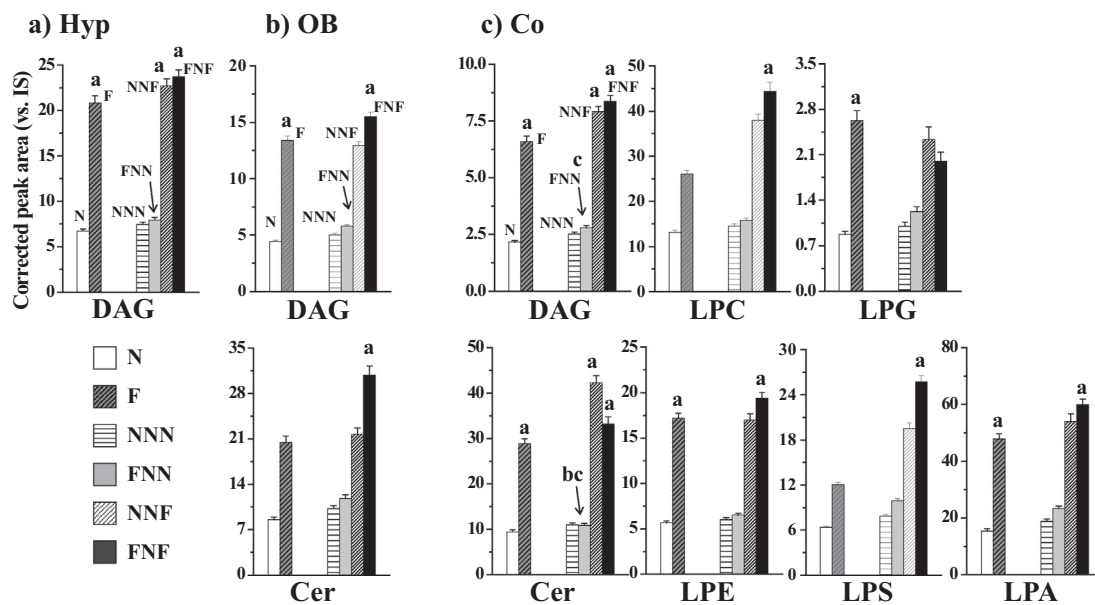 a) Hyp
b) OB
c) Co
Corrected peak area (vs. IS)
25
20
15
10
5
0
N
a
F
NNN
FNN
a
NNF
a
FNF
DAG
20
15
10
5
0
N
a
F
NNN
FNN
NNF
a
FNF
DAG
10.0
7.5
5.0
2.5
0.0
N
a
F
NNN
c
FNN
a
NNF
a
FNF
DAG
50
40
30
20
10
0
a
LPC
3.5
2.8
2.1
1.4
0.7
0.0
a
LPG
N
F
NNN
FNN
NNF
FNF
35
28
21
14
7
0
a
Cer
50
40
30
20
10
0
a
bc
a
a
Cer
25
20
15
10
5
0
a
a
LPE
30
24
18
12
6
0
a
LPS
80
60
40
20
0
a
a
LPA